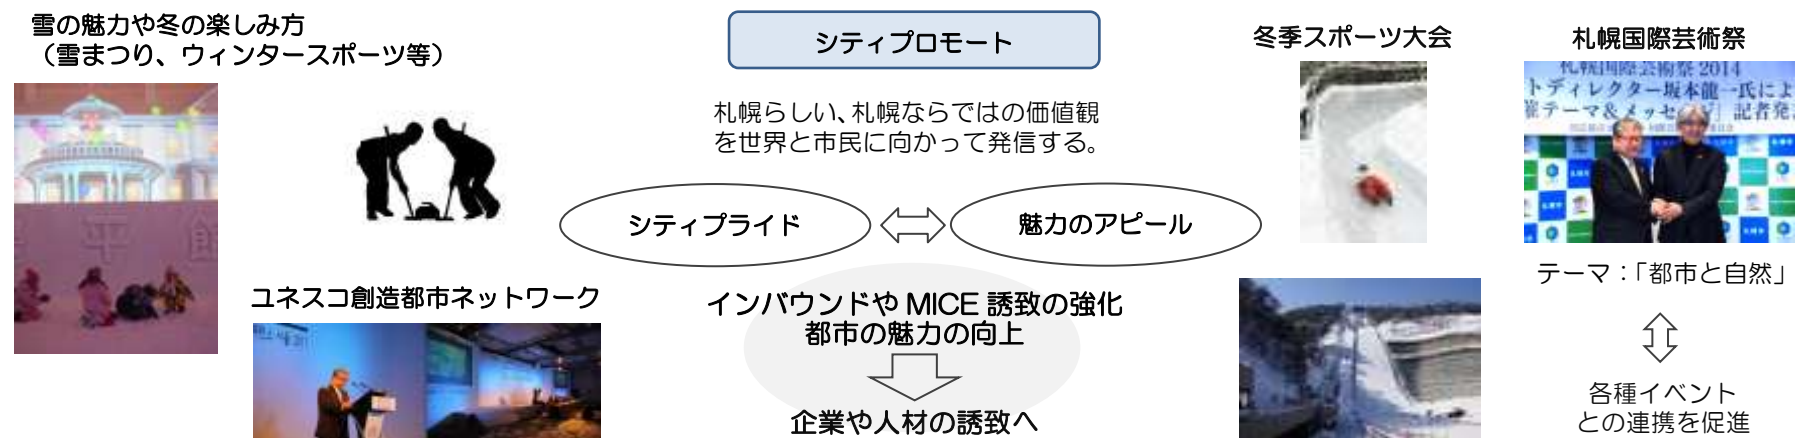 雪の魅力や冬の楽しみ方
（雪まつり、ウィンタースポーツ等）
ユネスコ創造都市ネットワーク
シティプロモート
札幌らしい、札幌ならではの価値観
を世界と市民に向かって発信する。
シティプライド
魅力のアピール
インバウンドや MICE 誘致の強化
都市の魅力の向上
企業や人材の誘致へ
冬季スポーツ大会
札幌国際芸術祭
札幌国際芸術祭 2014
トディレクター坂本龍一氏によ
催テーマ&メッセージ」記者発
テーマ：「都市と自然」
各種イベント
との連携を促進